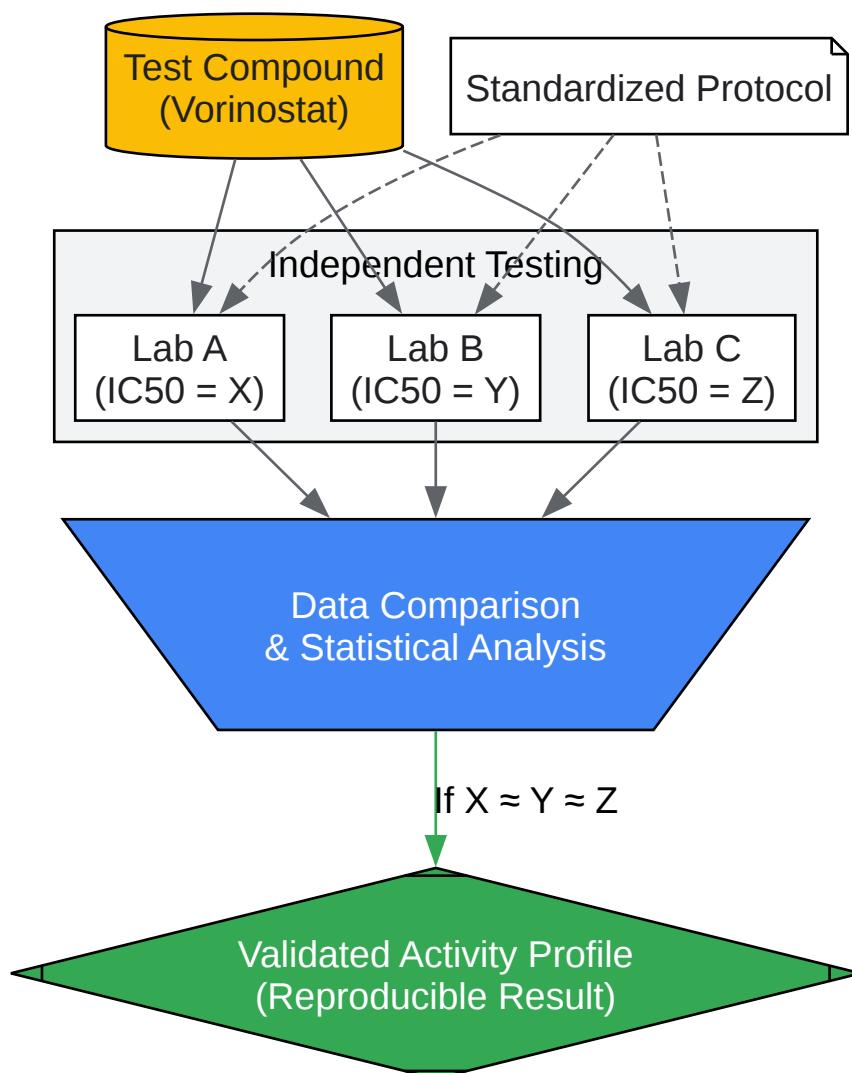 Test Compound
(Vorinostat)
Standardized Protocol
Independent Testing
Lab A
(IC50 = X)
Lab B
(IC50 = Y)
Lab C
(IC50 = Z)
Data Comparison
& Statistical Analysis
If X ≈ Y ≈ Z
Validated Activity Profile
(Reproducible Result)